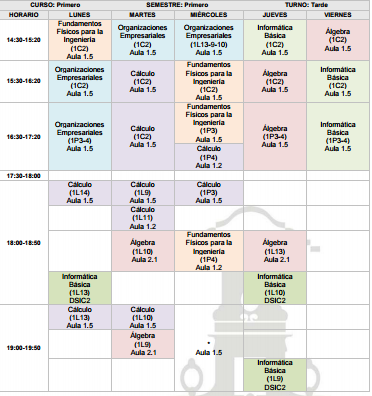 CURSO: Primero SEMESTRE: Primero TURNO: Tarde
HORARIO LUNES MARTES MIÉRCOLES JUEVES VIERNES
14:30-15:20
Fundamentos
Físicos para la
Ingeniería
(1C2)
Aula 1.5
Organizaciones
Empresariales
(1C2)
Aula 1.5
Organizaciones
Empresariales
(1L13-9-10)
Aula 1.5
Informática
Básica
(1C2)
Aula 1.5
Álgebra
(1C2)
Aula 1.5
15:30-16:20
Organizaciones
Empresariales
(1C2)
Aula 1.5
Cálculo
(1C2)
Aula 1.5
Fundamentos
Físicos para la
Ingeniería
(1C2)
Aula 1.5
Álgebra
(1C2)
Aula 1.5
Informática
Básica
(1C2)
Aula 1.5
16:30-17:20
Organizaciones
Empresariales
(1P3-4)
Aula 1.5
Cálculo
(1C2)
Aula 1.5
Fundamentos
Físicos para la
Ingeniería
(1P3)
Aula 1.5
Cálculo
(1P4)
Aula 1.2
Álgebra
(1P3-4)
Aula 1.5
Informática
Básica
(1P3-4)
Aula 1.5
17:30-18:00
18:00-18:50
Cálculo
(1L14)
Aula 1.5
Cálculo
(1L9)
Aula 1.5
Cálculo
(1P3)
Aula 1.5
Cálculo
(1L11)
Aula 1.2
Álgebra
(1L10)
Aula 2.1
Fundamentos
Físicos para la
Ingeniería
(1P4)
Aula 1.2
Álgebra
(1L13)
Aula 2.1
Informática
Básica
(1L13)
DSIC2
Informática
Básica
(1L10)
DSIC2
19:00-19:50
Cálculo
(1L13)
Aula 1.5
Cálculo
(1L10)
Aula 1.5
Álgebra
(1L9)
Aula 2.1
*
Aula 1.5
Informática
Básica
(1L9)
DSIC2